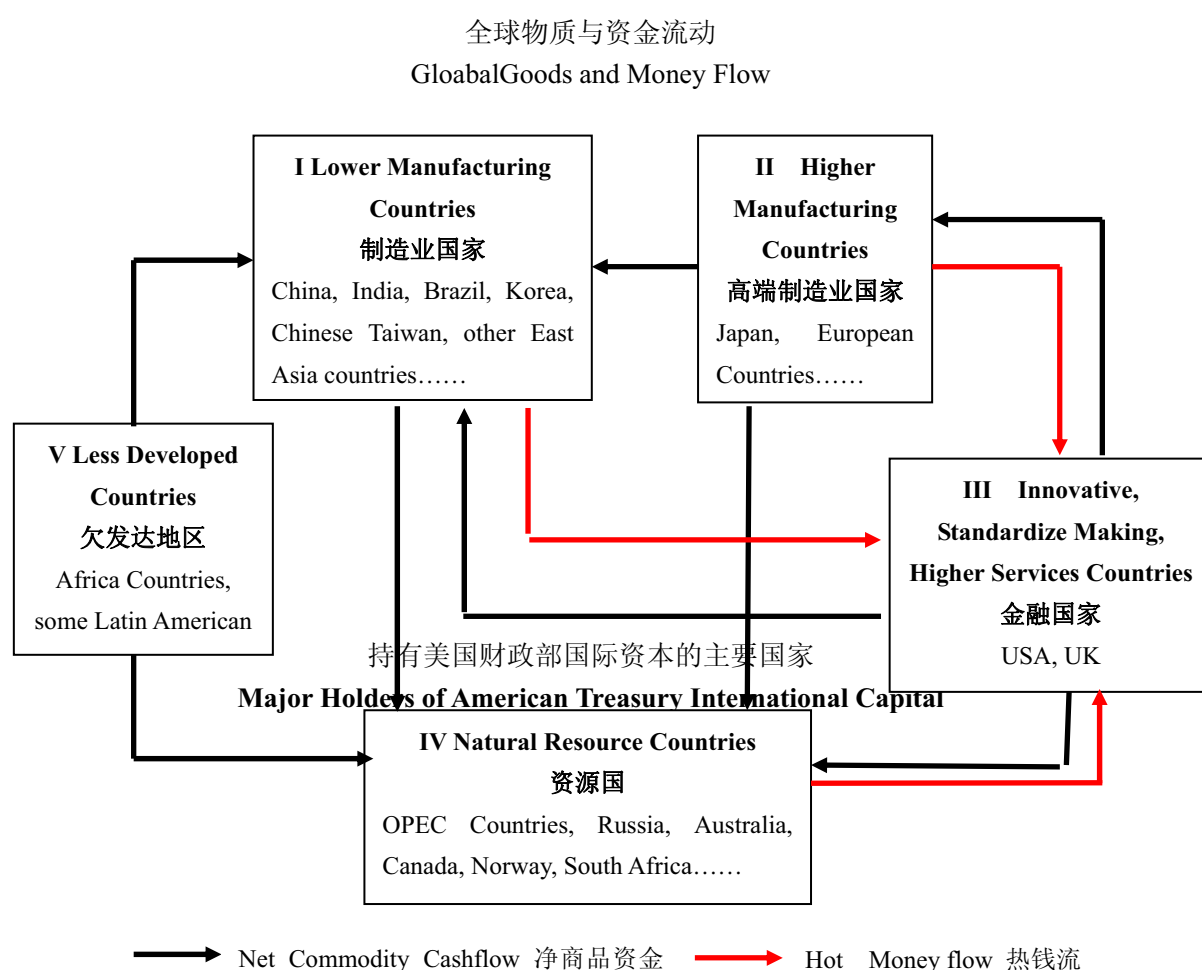 全球物质与资金流动
GloabalGoods and Money Flow
I Lower Manufacturing
Countries
制造业国家
China, India, Brazil, Korea,
Chinese Taiwan, other East
Asia countries……
II Higher
Manufacturing
Countries
高端制造业国家
Japan, European
Countries……
V Less Developed
Countries
欠发达地区
Africa Countries,
some Latin American
III Innovative,
Standardize Making,
Higher Services Countries
金融国家
USA, UK
持有美国财政部国际资本的主要国家
Major Holders of American Treasury International Capital
IV Natural Resource Countries
资源国
OPEC Countries, Russia, Australia,
Canada, Norway, South Africa……
Net Commodity Cashflow 净商品资金 Hot Money flow 热钱流